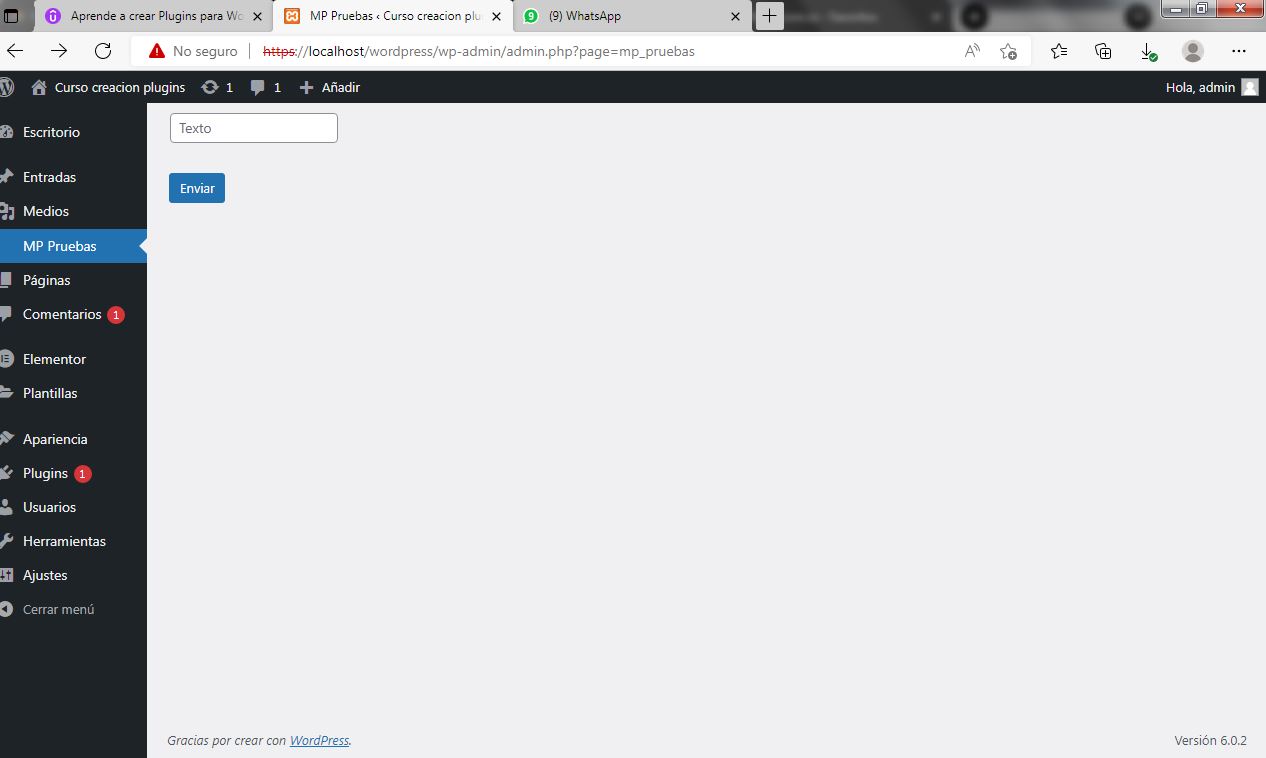 Aprende a crear Plugins para Wo
MP Pruebas ‹ Curso creacion plu
(9) WhatsApp
No seguro
https://localhost/wordpress/wp-admin/admin.php?page=mp_pruebas
Curso creacion plugins
1
1
Añadir
Hola, admin
Escritorio
Entradas
Medios
MP Pruebas
Páginas
Comentarios 1
Elementor
Plantillas
Apariencia
Plugins 1
Usuarios
Herramientas
Ajustes
Cerrar menú
Texto
Enviar
Gracias por crear con WordPress.
Versión 6.0.2